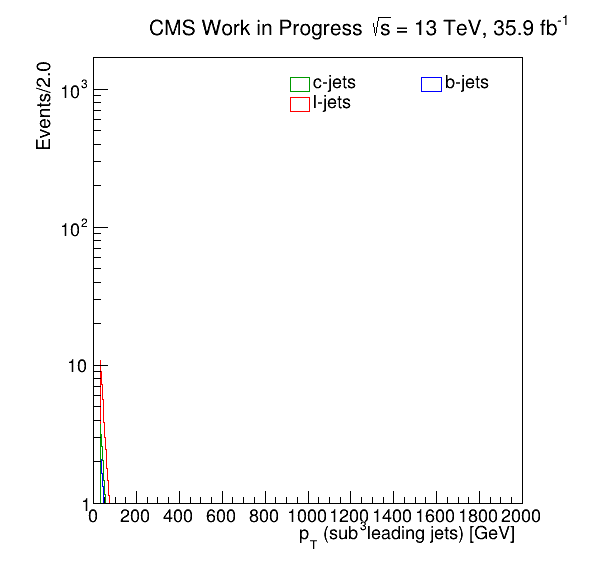 CMS Work in Progress √s = 13 TeV, 35.9 fb⁻¹
Events/2.0
c-jets
b-jets
l-jets
10³
10²
10
1
0 200 400 600 800 1000 1200 1400 1600 1800 2000
p_T (sub³leading jets) [GeV]